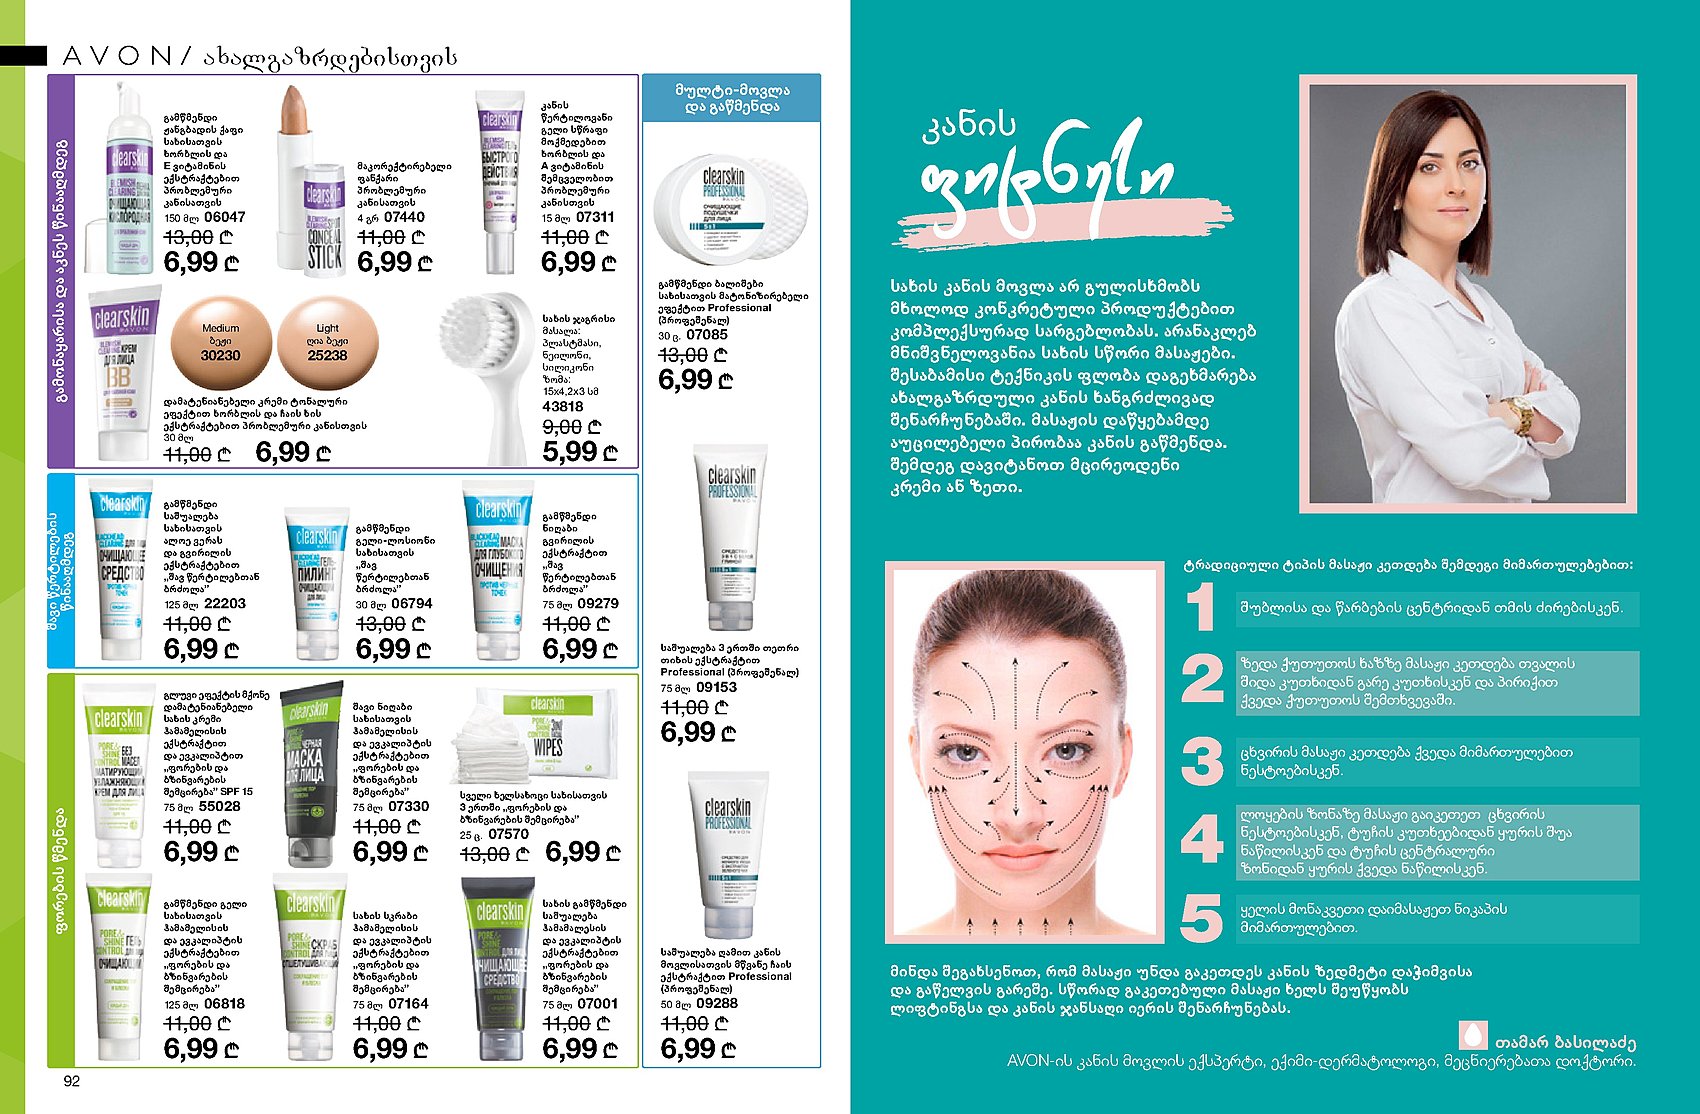 AVON/ ახალგაზრდებისთვის
გამონაყარისა და აკნეს წინააღმდეგ
გამწმენდი
ჟანგბადის ქაფი
სახისათვის
ხორბლის და
E ვიტამინის
ექსტრაქტებით
პრობლემური
კანისათვის
150 მლ 06047
13,00 ₾
6,99 ₾
მაკორექტირებელი
ფანქარი
პრობლემური
კანისათვის
4 გრ 07440
11,00 ₾
6,99 ₾
კანის
წერტილოვანი
გელი სწრაფი
მოქმედებით
ხორბლის და
A ვიტამინის
შემცველობით
პრობლემური
კანისთვის
15 მლ 07311
11,00 ₾
6,99 ₾
Medium
ბეჟი
30230
Light
ღია ბეჟი
25238
დამატენიანებელი კრემი ტონალური
ეფექტით ხორბლის და ჩაის ხის
ექსტრაქტებით პრობლემური კანისთვის
30 მლ
11,00 ₾ 6,99 ₾
სახის ჯაგრისი
მასალა:
პლასტმასი,
ნეილონი,
სილიკონი
ზომა:
15x4,2x3 სმ
43818
9,00 ₾
5,99 ₾
შავი წერტილების
წინააღმდეგ
გამწმენდი
საშუალება
სახისათვის
ალოე ვერას
და გვირილის
ექსტრაქტებით
„შავ
წერტილებთან
ბრძოლა”
125 მლ 22203
11,00 ₾
6,99 ₾
გამწმენდი
გელი-ლოსიონი
სახისათვის
„შავ
წერტილებთან
ბრძოლა”
30 მლ 06794
13,00 ₾
6,99 ₾
გამწმენდი
ნიღაბი
გვირილის
ექსტრაქტით
„შავ
წერტილებთან
ბრძოლა”
75 მლ 09279
11,00 ₾
6,99 ₾
ფორების წმენდა
გლუვი ეფექტის მქონე
დამატენიანებელი
სახის კრემი
ჰამამელისის
ექსტრაქტით
და ევკალიპტის
„ფორების და
ბზინვარების
შემცირება” SPF 15
75 მლ 55028
11,00 ₾
6,99 ₾
შავი ნიღაბი
სახისათვის
ჰამამელისის
და ევკალიპტის
ექსტრაქტებით
„ფორების და
ბზინვარების
შემცირება”
75 მლ 07330
11,00 ₾
6,99 ₾
სველი ხელსახოცი სახისათვის
3 ერთში „ფორების და
ბზინვარების შემცირება”
25 ც. 07570
13,00 ₾ 6,99 ₾
გამწმენდი გელი
სახისათვის
ჰამამელისის
და ევკალიპტის
ექსტრაქტებით
„ფორების და
ბზინვარების
შემცირება”
125 მლ 06818
11,00 ₾
6,99 ₾
სახის სკრაბი
ჰამამელისის
და ევკალიპტის
ექსტრაქტებით
„ფორების და
ბზინვარების
შემცირება”
75 მლ 07164
11,00 ₾
6,99 ₾
სახის გამწმენდი
საშუალება
ჰამამალესის
და ევკალიპტის
ექსტრაქტებით
„ფორების და
ბზინვარების
შემცირება”
75 მლ 07001
11,00 ₾
6,99 ₾
მულტი-მოვლა
და გაწმენდა
გამწმენდი ბალიშები
სახისათვის მატონიზირებელი
ეფექტით Professional
(პროფეშენალ)
30 ც. 07085
13,00 ₾
6,99 ₾
საშუალება 3 ერთში თეთრი
თიხის ექსტრაქტით
Professional (პროფეშენალ)
75 მლ 09153
11,00 ₾
6,99 ₾
საშუალება ღამით კანის
მოვლისათვის მწვანე ჩაის
ექსტრაქტით Professional
(პროფეშენალ)
50 მლ 09288
11,00 ₾
6,99 ₾
92
კანის
ფიტნესი
სახის კანის მოვლა არ გულისხმობს
მხოლოდ კონკრეტული პროდუქტებით
კომპლექსურად სარგებლობას. არანაკლებ
მნიშვნელოვანია სახის სწორი მასაჟები.
შესაბამისი ტექნიკის ფლობა დაგეხმარება
ახალგაზრდული კანის ხანგრძლივად
შენარჩუნებაში. მასაჟის დაწყებამდე
აუცილებელი პირობაა კანის გაწმენდა.
შემდეგ დავიტანოთ მცირეოდენი
კრემი ან ზეთი.
ტრადიციული ტიპის მასაჟი კეთდება შემდეგი მიმართულებებით:
1 შუბლისა და წარბების ცენტრიდან თმის ძირებისკენ.
2 ზედა ქუთუთოს ხაზზე მასაჟი კეთდება თვალის
შიდა კუთხიდან გარე კუთხისკენ და პირიქით
ქვედა ქუთუთოს შემთხვევაში.
3 ცხვირის მასაჟი კეთდება ქვედა მიმართულებით
ნესტოებისკენ.
4 ლოყების ზონაზე მასაჟი გაიკეთეთ ცხვირის
ნესტოებისკენ, ტუჩის კუთხეებიდან ყურის შუა
ნაწილისკენ და ტუჩის ცენტრალური
ზონიდან ყურის ქვედა ნაწილისკენ.
5 ყელის მონაკვეთი დაიმასაჟეთ ნიკაპის
მიმართულებით.
მინდა შეგახსენოთ, რომ მასაჟი უნდა გაკეთდეს კანის ზედმეტი დაჭიმვისა
და გაწელვის გარეშე. სწორად გაკეთებული მასაჟი ხელს შეუწყობს
ლიფტინგსა და კანის ჯანსაღი იერის შენარჩუნებას.
თამარ ბასილაძე
AVON-ის კანის მოვლის ექსპერტი, ექიმი-დერმატოლოგი, მეცნიერებათა დოქტორი.